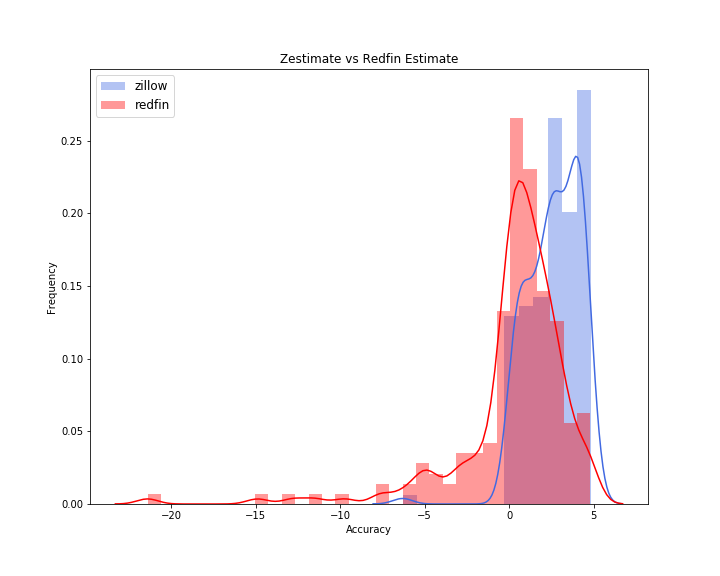 Zestimate vs Redfin Estimate
zillow
redfin
Frequency
0.25
0.20
0.15
0.10
0.05
0.00
−20 −15 −10 −5 0 5
Accuracy